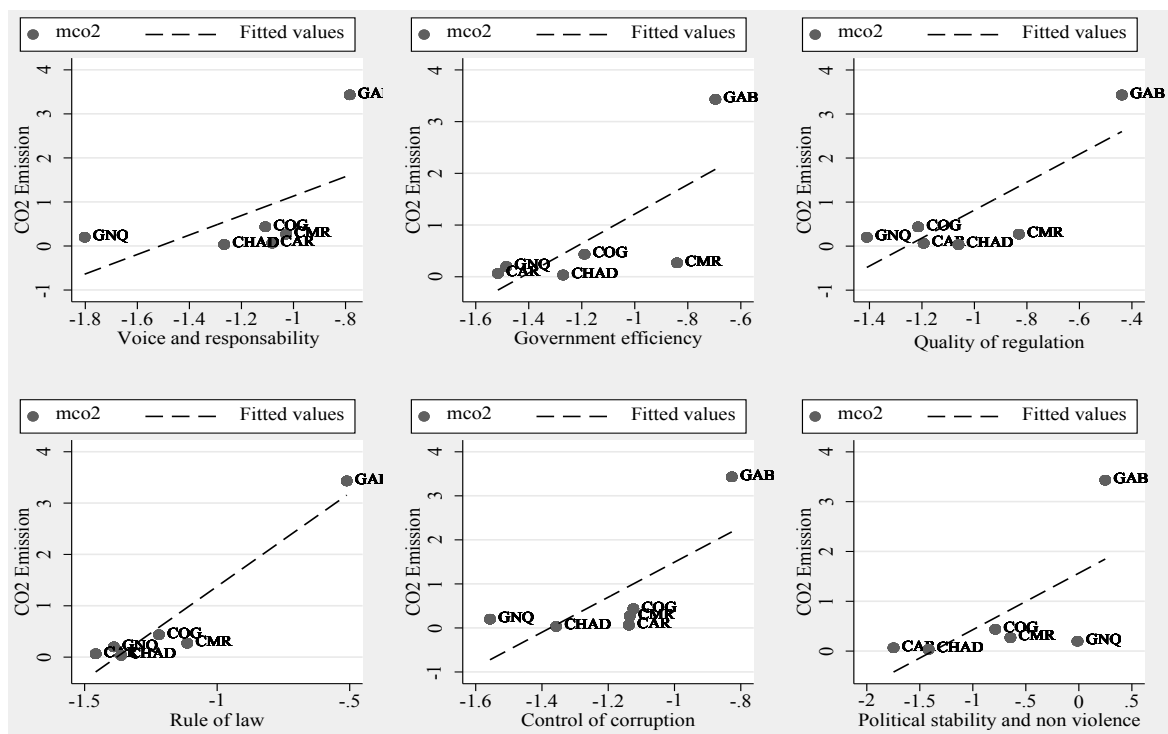 mco2 Fitted values
CO2 Emission
4
3
2
1
0
-1
GNQ
CHAD
COG
CAR
CMR
-1.8 -1.6 -1.4 -1.2 -1 -.8
Voice and responsability
mco2 Fitted values
CO2 Emission
4
3
2
1
0
GAB
GNQ
CAR
CHAD
COG
CMR
-1.6 -1.4 -1.2 -1 -.8 -.6
Government efficiency
mco2 Fitted values
CO2 Emission
4
3
2
1
0
-1
GAB
GNQ
COG
CHAD
CMR
-1.4 -1.2 -1 -.8 -.6 -.4
Quality of regulation
mco2 Fitted values
CO2 Emission
4
3
2
1
0
GNQ
CHAD
COG
CMR
-1.5 -1 -.5
Rule of law
mco2 Fitted values
CO2 Emission
4
3
2
1
0
-1
GAB
GNQ
CHAD
COG
CMR
CAR
-1.6 -1.4 -1.2 -1 -.8
Control of corruption
mco2 Fitted values
CO2 Emission
4
3
2
1
0
GAB
CHAD
COG
CMR
GNQ
-2 -1.5 -1 -.5 0 .5
Political stability and non violence